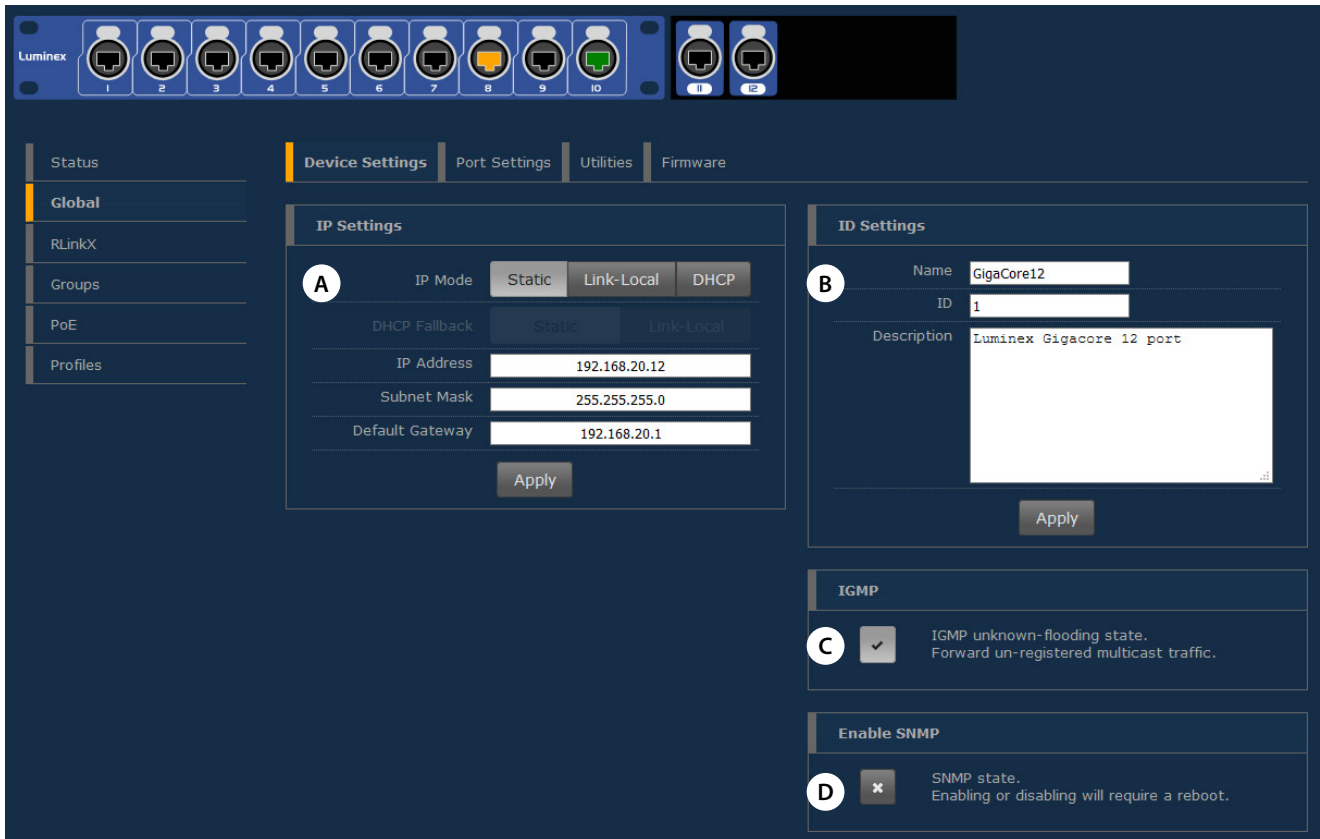 Luminex
1 2 3 4 5 6 7 8 9 10 11 12
Status
Global
RLinkX
Groups
PoE
Profiles
Device Settings Port Settings Utilities Firmware
IP Settings
A
IP Mode Static Link-Local DHCP
DHCP Fallback Static Link-Local
IP Address 192.168.20.12
Subnet Mask 255.255.255.0
Default Gateway 192.168.20.1
Apply
ID Settings
B
Name GigaCore12
ID 1
Description Luminex Gigacore 12 port
Apply
IGMP
C
IGMP unknown-flooding state.
Forward un-registered multicast traffic.
Enable SNMP
D
SNMP state.
Enabling or disabling will require a reboot.